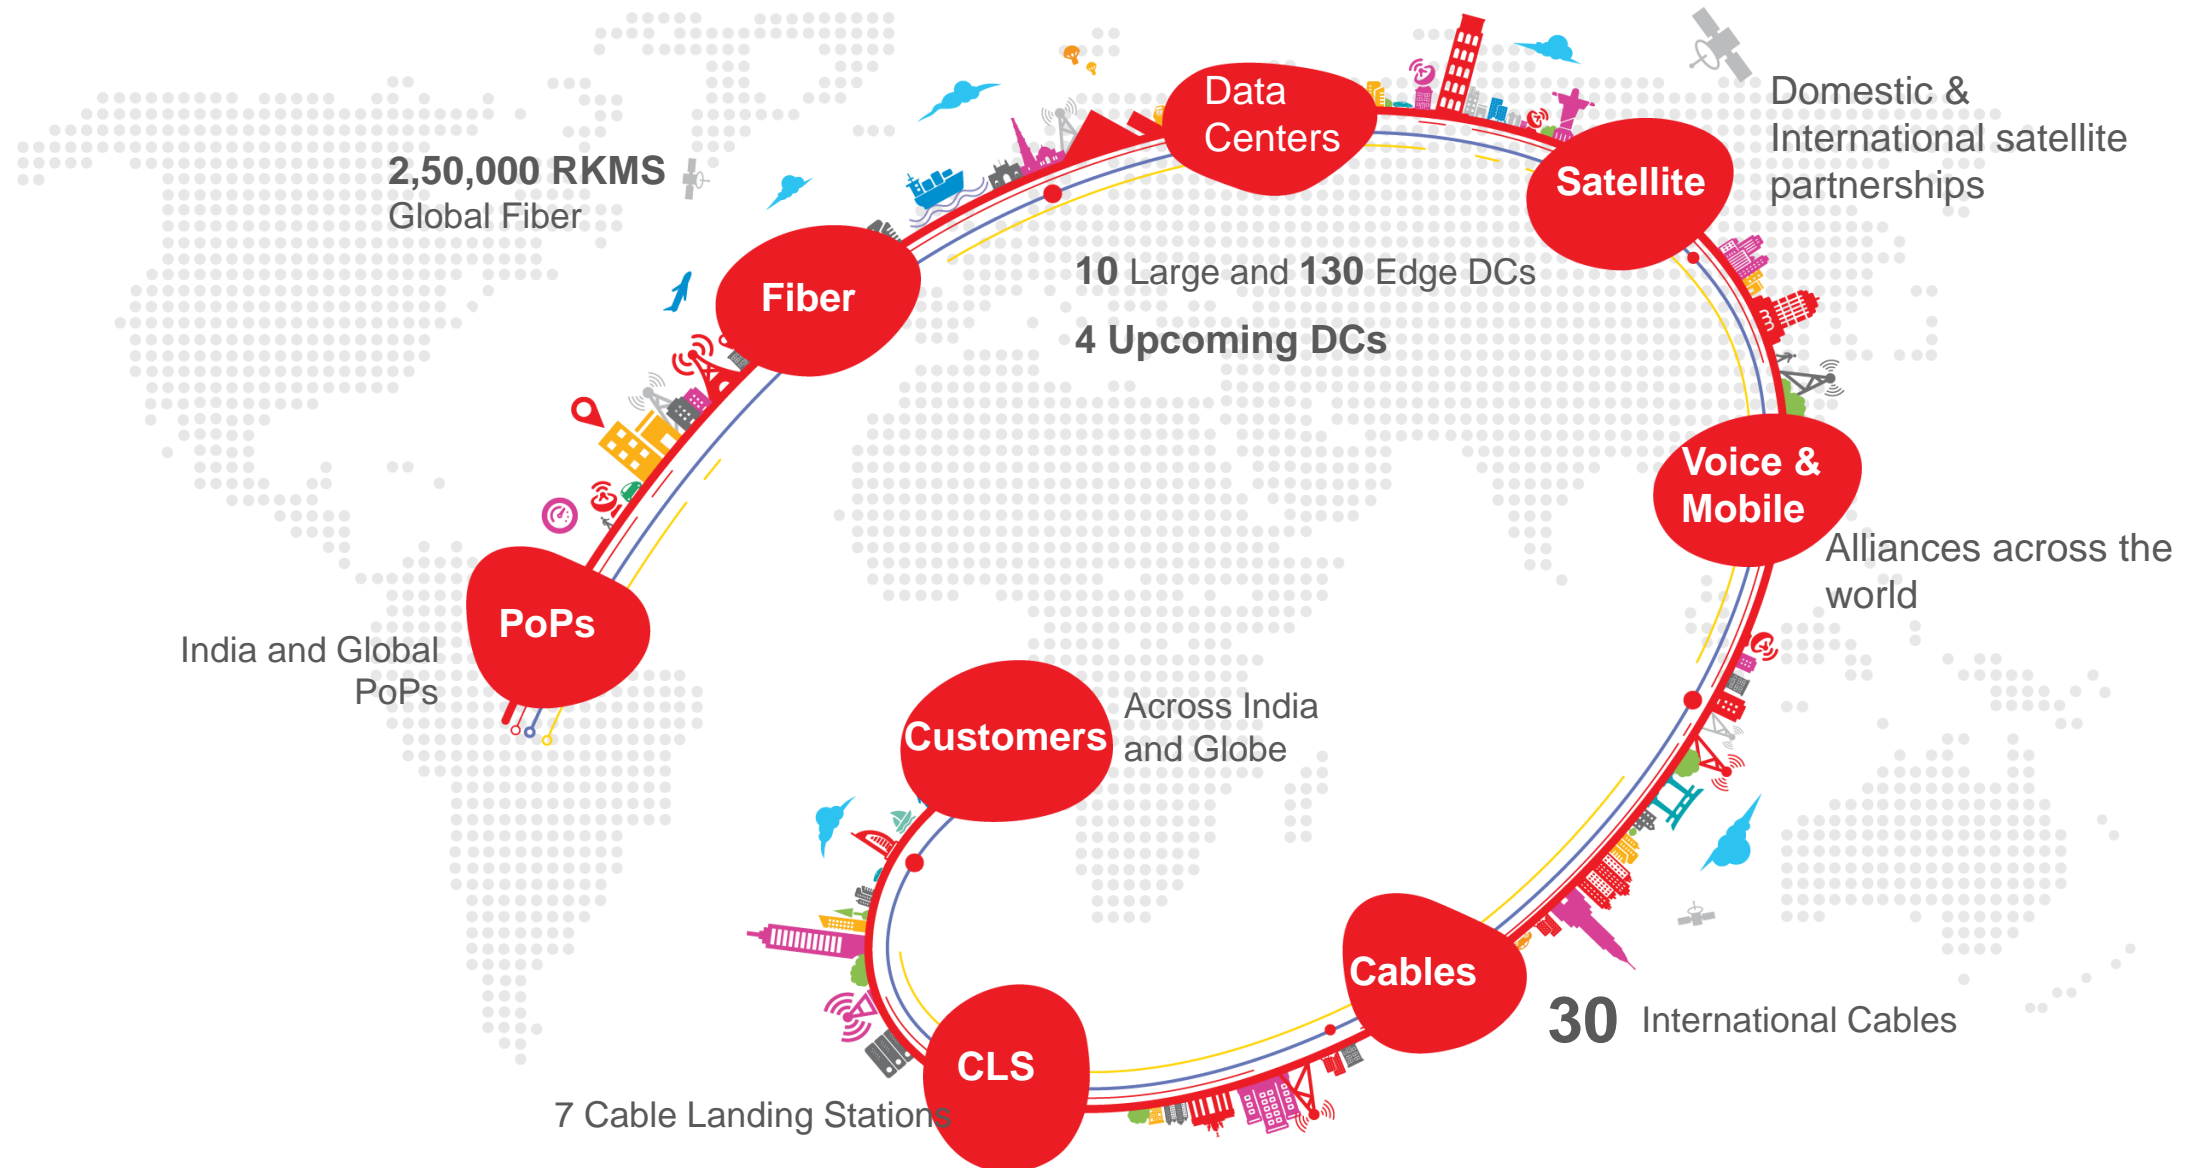 Data
Centers
Domestic &
International satellite
partnerships
2,50,000 RKMS
Global Fiber
Satellite
10 Large and 130 Edge DCs
Fiber
4 Upcoming DCs
Voice &
Mobile
Alliances across the
world
PoPs
India and Global
PoPs
Customers
Across India
and Globe
Cables
30 International Cables
CLS
7 Cable Landing Stations